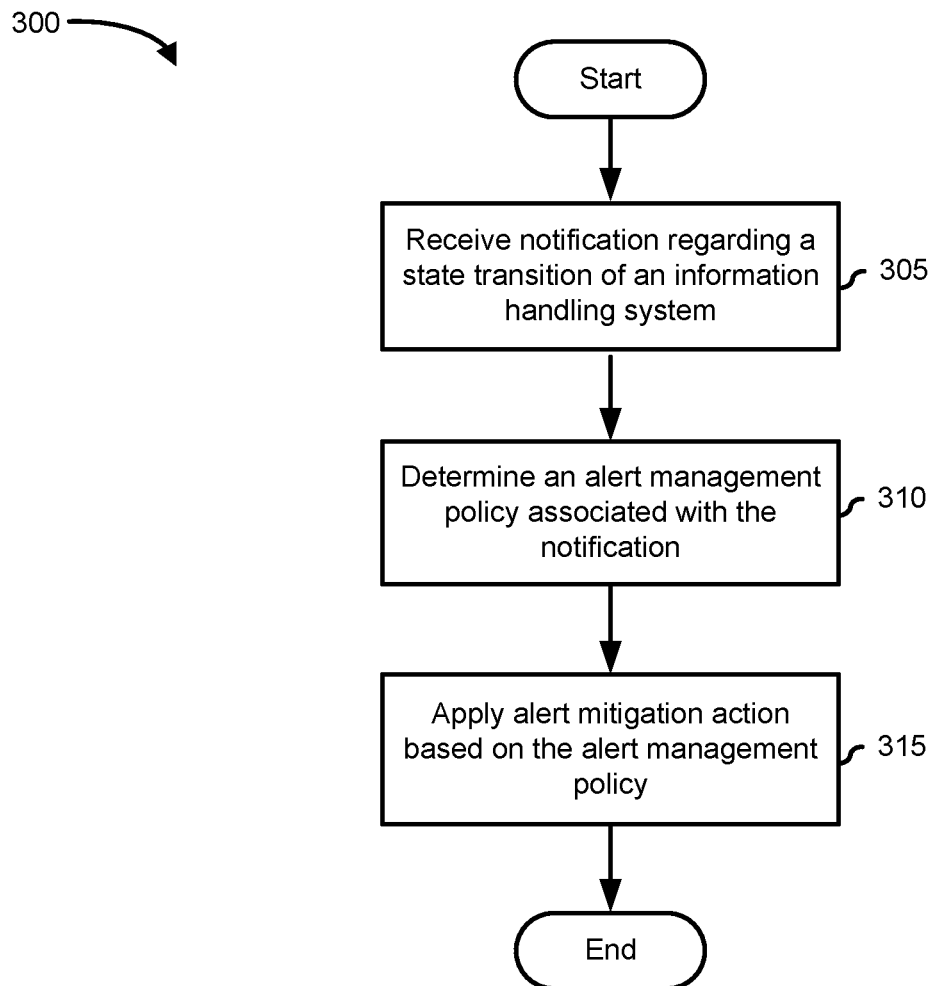 300
Start
Receive notification regarding a
state transition of an information
handling system
305
Determine an alert management
policy associated with the
notification
310
Apply alert mitigation action
based on the alert management
policy
315
End